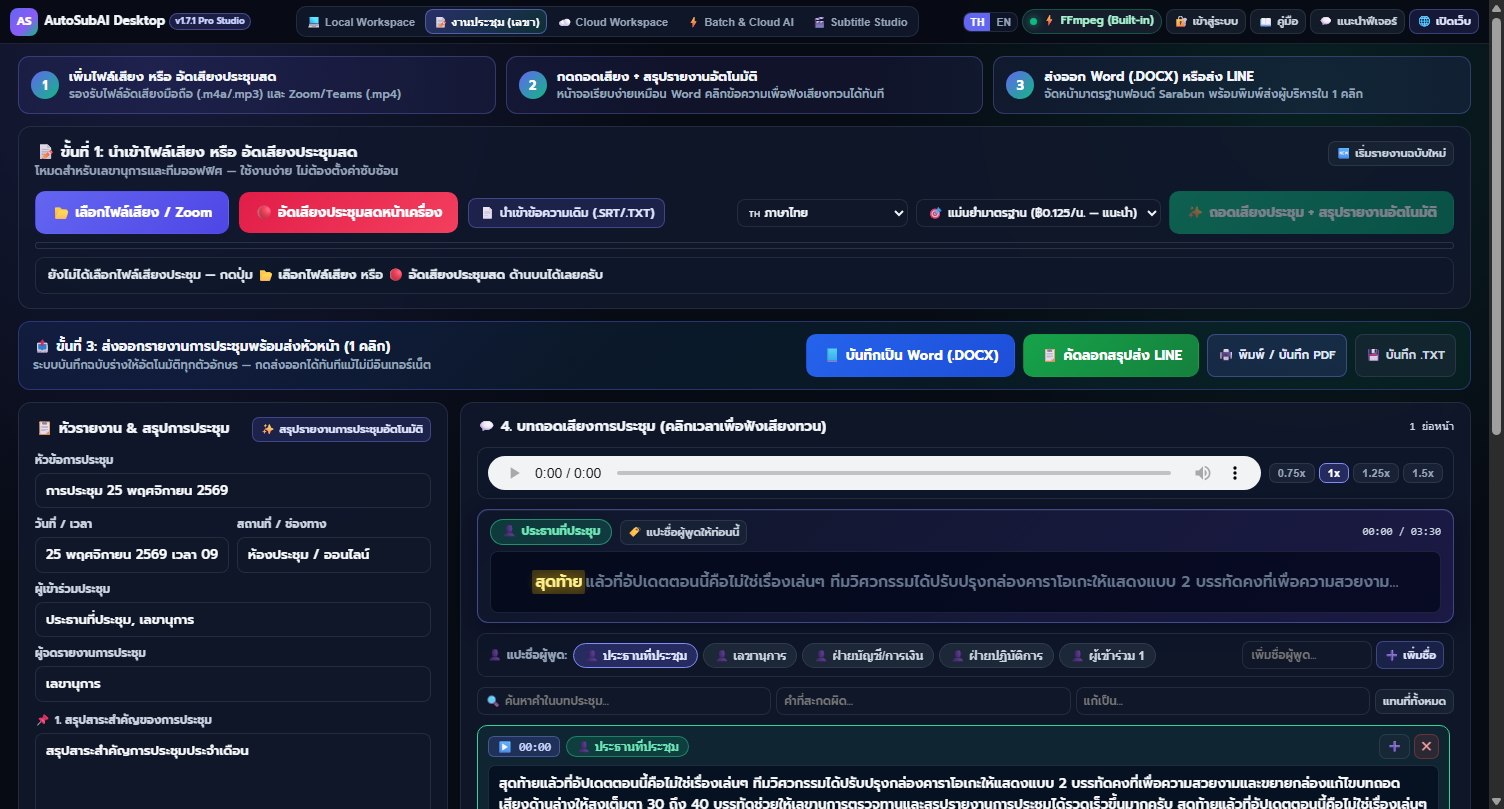 AS AutoSubAI Desktop v1.7.1 Pro Studio
Local Workspace
งานประชุม (เลขา)
Cloud Workspace
Batch & Cloud AI
Subtitle Studio
TH EN
FFmpeg (Built-in)
เข้าสู่ระบบ
คู่มือ
แนะนำฟีเจอร์
เปิดเว็บ
1 เพิ่มไฟล์เสียง หรือ อัดเสียงประชุมสด
รองรับไฟล์อัดเสียงมือถือ (.m4a/.mp3) และ Zoom/Teams (.mp4)
2 กดถอดเสียง + สรุปรายงานอัตโนมัติ
หน้าจอเรียบง่ายเหมือน Word คลิกข้อความเพื่อฟังเสียงทวนได้ทันที
3 ส่งออก Word (.DOCX) หรือส่ง LINE
จัดหน้ามาตรฐานฟอนต์ Sarabun พร้อมพิมพ์ส่งผู้บริหารใน 1 คลิก
ขั้นที่ 1: นำเข้าไฟล์เสียง หรือ อัดเสียงประชุมสด
โหมดสำหรับเลขานุการและทีมออฟฟิศ — ใช้งานง่าย ไม่ต้องตั้งค่าซับซ้อน
เริ่มรายงานฉบับใหม่
เลือกไฟล์เสียง / Zoom
อัดเสียงประชุมสดหน้าเครื่อง
นำเข้าข้อความเดิม (.SRT/.TXT)
TH ภาษาไทย
แม่นยำมาตรฐาน (฿0.125/น. — แนะนำ)
ถอดเสียงประชุม + สรุปรายงานอัตโนมัติ
ยังไม่ได้เลือกไฟล์เสียงประชุม — กดปุ่ม เลือกไฟล์เสียง หรือ อัดเสียงประชุมสด ด้านบนได้เลยครับ
ขั้นที่ 3: ส่งออกรายงานการประชุมพร้อมส่งหัวหน้า (1 คลิก)
ระบบบันทึกฉบับร่างให้อัตโนมัติทุกตัวอักษร — กดส่งออกได้ทันทีแม้ไม่มีอินเทอร์เน็ต
บันทึกเป็น Word (.DOCX)
คัดลอกสรุปส่ง LINE
พิมพ์ / บันทึก PDF
บันทึก .TXT
หัวรายงาน & สรุปการประชุม
สรุปรายงานการประชุมอัตโนมัติ
หัวข้อการประชุม
การประชุม 25 พฤศจิกายน 2569
วันที่ / เวลา
สถานที่ / ช่องทาง
25 พฤศจิกายน 2569 เวลา 09
ห้องประชุม / ออนไลน์
ผู้เข้าร่วมประชุม
ประธานที่ประชุม, เลขานุการ
ผู้จดรายงานการประชุม
เลขานุการ
1. สรุปสาระสำคัญของการประชุม
สรุปสาระสำคัญการประชุมประจำเดือน
4. บทถอดเสียงการประชุม (คลิกเวลาเพื่อฟังเสียงทวน)
1 ย่อหน้า
0:00 / 0:00
0.75x 1x 1.25x 1.5x
ประธานที่ประชุม
แปะชื่อผู้พูดให้ท่อนนี้
00:00 / 03:30
สุดท้ายแล้วที่อัปเดตตอนนี้คือไม่ใช่เรื่องเล่นๆ ทีมวิศวกรรมได้ปรับปรุงกล่องคาราโอเกะให้แสดงแบบ 2 บรรทัดคงที่เพื่อความสวยงาม...
แปะชื่อผู้พูด:
ประธานที่ประชุม
เลขานุการ
ฝ่ายบัญชี/การเงิน
ฝ่ายปฏิบัติการ
ผู้เข้าร่วม 1
เพิ่มชื่อผู้พูด...
+ เพิ่มชื่อ
ค้นหาคำในบทประชุม...
คำที่สะกดผิด...
แก้เป็น...
แทนที่ทั้งหมด
00:00
ประธานที่ประชุม
สุดท้ายแล้วที่อัปเดตตอนนี้คือไม่ใช่เรื่องเล่นๆ ทีมวิศวกรรมได้ปรับปรุงกล่องคาราโอเกะให้แสดงแบบ 2 บรรทัดคงที่เพื่อความสวยงามและขยายกล่องแก้ไขบทถอด
เสียงด้านล่างให้สูงเต็มตา 30 ถึง 40 บรรทัดช่วยให้เลขานุการตรวจทานและสรุปรายงานการประชุมได้รวดเร็วขึ้นมากครับ สุดท้ายแล้วที่อัปเดตตอนนี้คือไม่ใช่เรื่องเล่นๆ